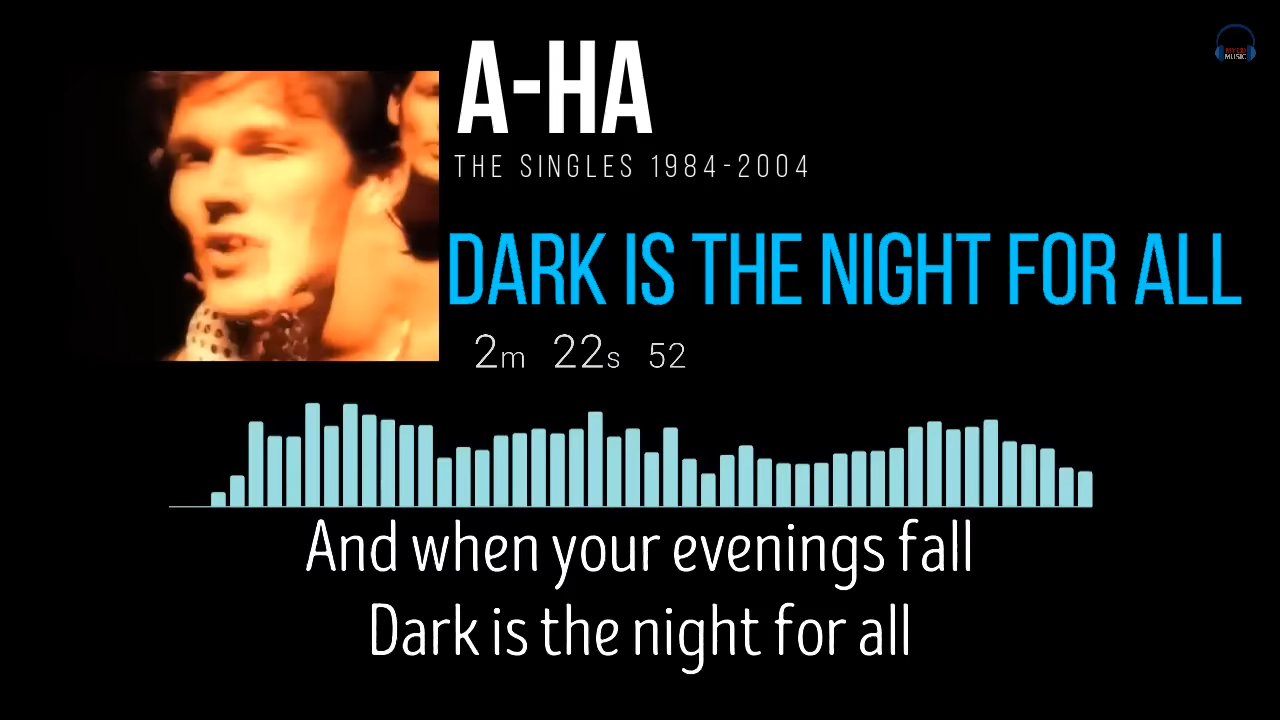 A-HA
THE SINGLES 1984-2004
DARK IS THE NIGHT FOR ALL
2m 22s 52
And when your evenings fall
Dark is the night for all
MUSIC